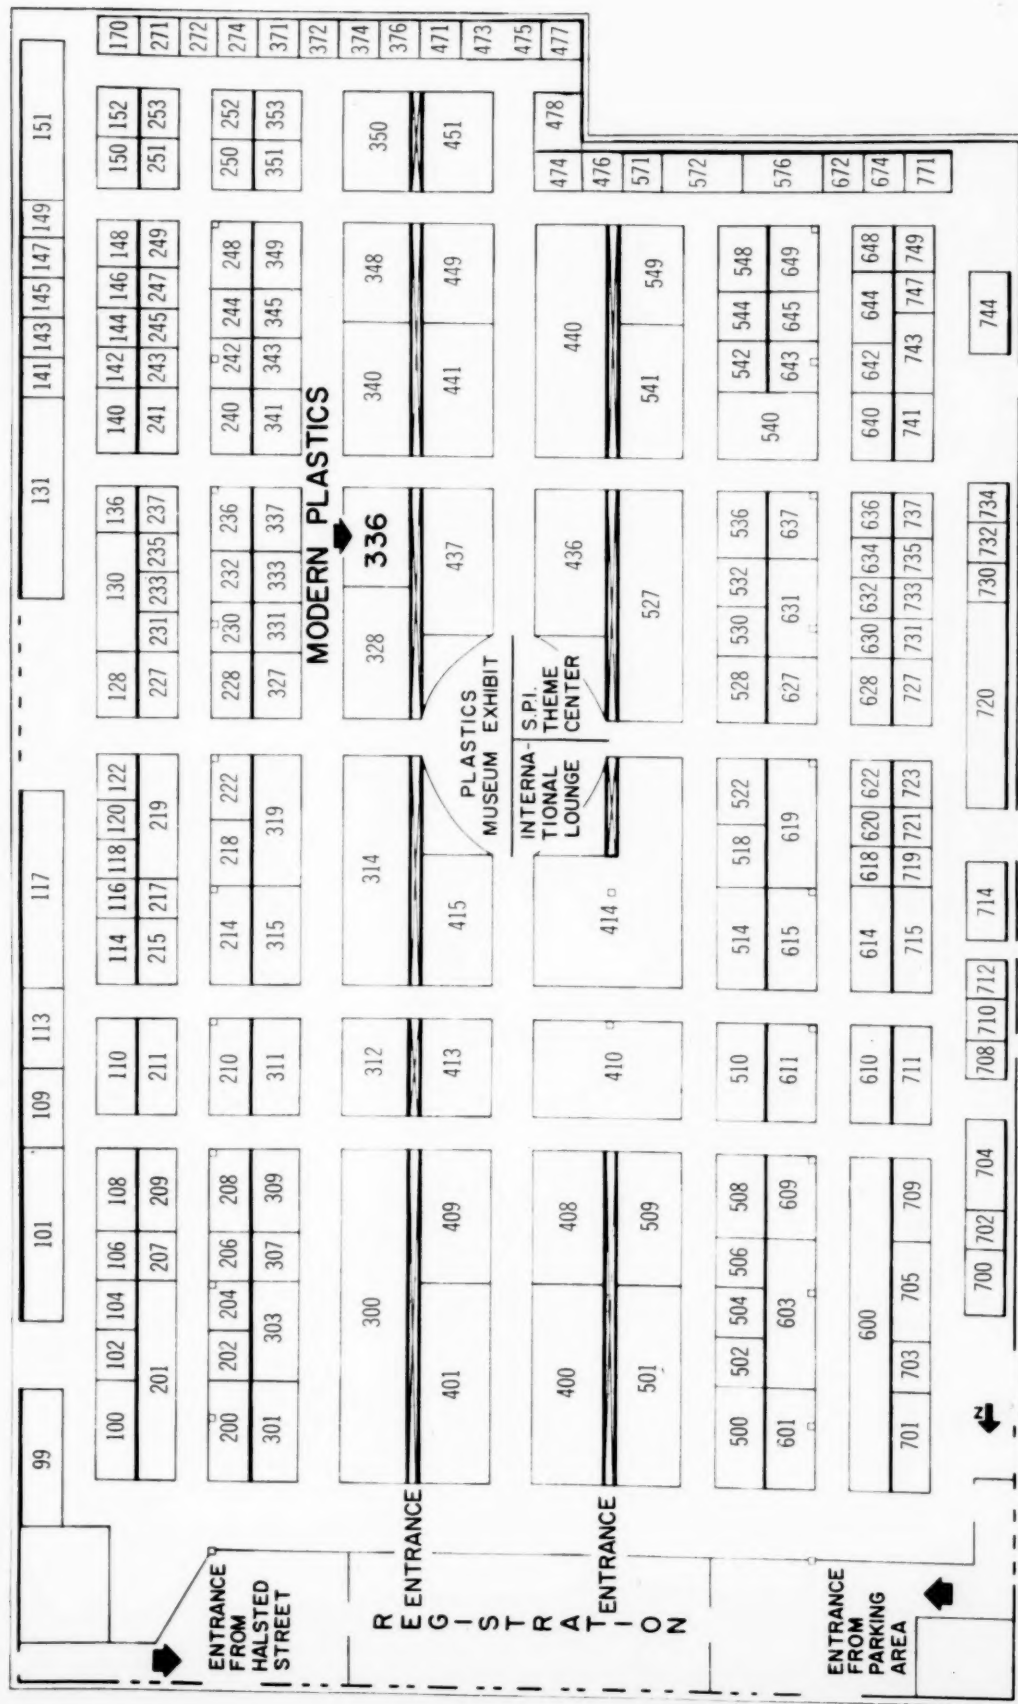 99 101 109 113 117 131 141 143 145 147 149 151
100 102 104 106 108 110 114 116 118 120 122 128 130 136 140 142 144 146 148 150 152 170
201 207 209 211 215 217 219 227 231 233 235 237 241 243 245 247 249 251 253 271
272
200 202 204 206 208 210 214 218 222 228 230 232 236 240 242 244 248 250 252 274
301 303 307 309 311 315 319 327 331 333 337 341 343 345 349 351 353 371
ENTRANCE
FROM
HALSTED
STREET
MODERN PLASTICS
372
300 312 314 328 336 340 348 350 374
376
ENTRANCE
401 409 413 415 437 441 449 451 471
PLASTICS
MUSEUM EXHIBIT
473
REGISTRATION
INTERNA-
TIONAL
LOUNGE
S.P.I.
THEME
CENTER
475
400 408 410 414 436 440 474 478 477
ENTRANCE
476
501 509 527 541 549 571
572
500 502 504 506 508 510 514 518 522 528 530 532 536 540 542 544 548
601 603 609 611 615 619 627 631 637 643 645 649 576
672
ENTRANCE
FROM
PARKING
AREA
600 610 614 618 620 622 628 630 632 634 636 640 642 644 648 674
701 703 705 709 711 715 719 721 723 727 731 733 735 737 741 743 747 749 771
N
700 702 704 708 710 712 714 720 730 732 734 744